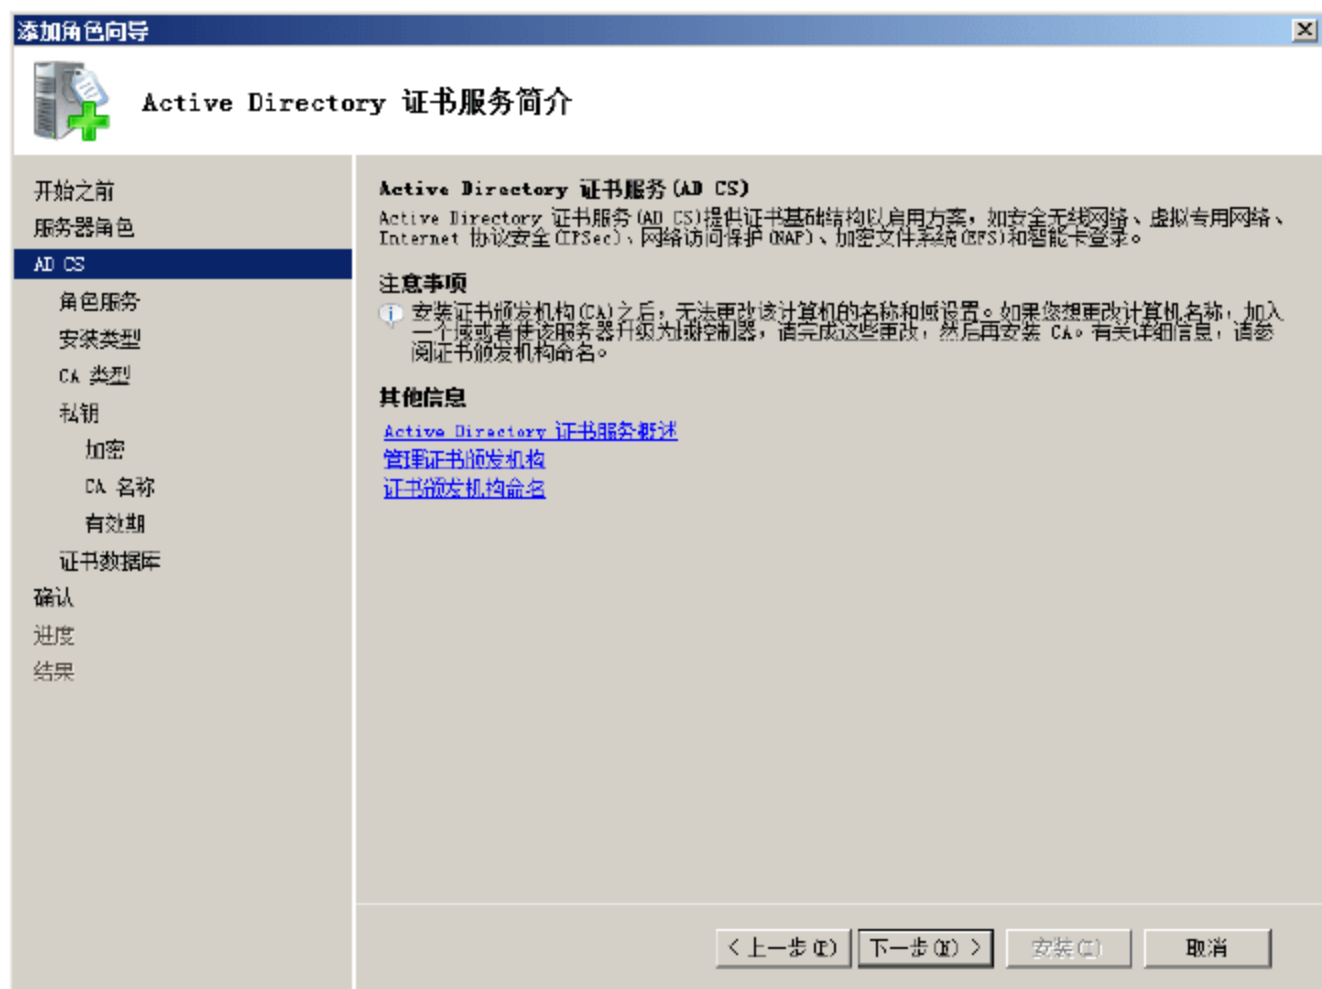 添加角色向导
Active Directory 证书服务简介
开始之前
服务器角色
AD CS
角色服务
安装类型
CA 类型
私钥
加密
CA 名称
有效期
证书数据库
确认
进度
结果
Active Directory 证书服务(AD CS)
Active Directory 证书服务(AD CS)提供证书基础结构以启用方案，如安全无线网络、虚拟专用网络、
Internet 协议安全(IPSec)、网络访问保护(NAP)、加密文件系统(EFS)和智能卡登录。
注意事项
安装证书颁发机构(CA)之后，无法更改该计算机的名称和域设置。如果您想更改计算机名称，加入
一个域或者使该服务器升级为域控制器，请完成这些更改，然后再安装 CA。有关详细信息，请参
阅证书颁发机构命名。
其他信息
Active Directory 证书服务概述
管理证书颁发机构
证书颁发机构命名
< 上一步(P)
下一步(N) >
安装(I)
取消